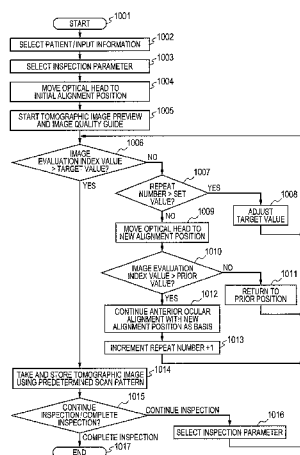 1001
START
1002
SELECT PATIENT/INPUT INFORMATION
1003
SELECT INSPECTION PARAMETER
1004
MOVE OPTICAL HEAD TO
INITIAL ALIGNMENT POSITION
1005
START TOMOGRAPHIC IMAGE PREVIEW
AND IMAGE QUALITY GUIDE
1006
IMAGE
EVALUATION INDEX VALUE
> TARGET VALUE?
NO
YES
1007
REPEAT
NUMBER > SET
VALUE?
YES
NO
1008
ADJUST
TARGET VALUE
1009
MOVE OPTICAL HEAD TO
NEW ALIGNMENT POSITION
1010
IMAGE EVALUATION
INDEX VALUE > PRIOR
VALUE?
NO
YES
1011
RETURN TO
PRIOR POSITION
1012
CONTINUE ANTERIOR OCULAR
ALIGNMENT WITH NEW
ALIGNMENT POSITION AS BASIS
1013
INCREMENT REPEAT NUMBER +1
1014
TAKE AND STORE TOMOGRAPHIC IMAGE
USING PREDETERMINED SCAN PATTERN
1015
CONTINUE
INSPECTION/COMPLETE
INSPECTION?
CONTINUE INSPECTION
1016
SELECT INSPECTION PARAMETER
COMPLETE INSPECTION
1017
END